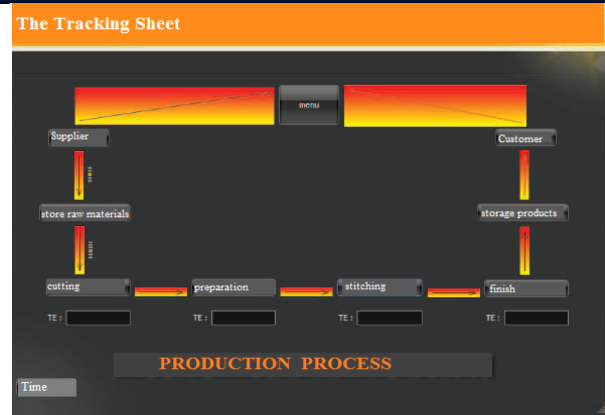 The Tracking Sheet
menu
Supplier
Customer
store raw materials
storage products
cutting
preparation
stitching
finish
TE :
TE :
TE :
TE :
PRODUCTION PROCESS
Time